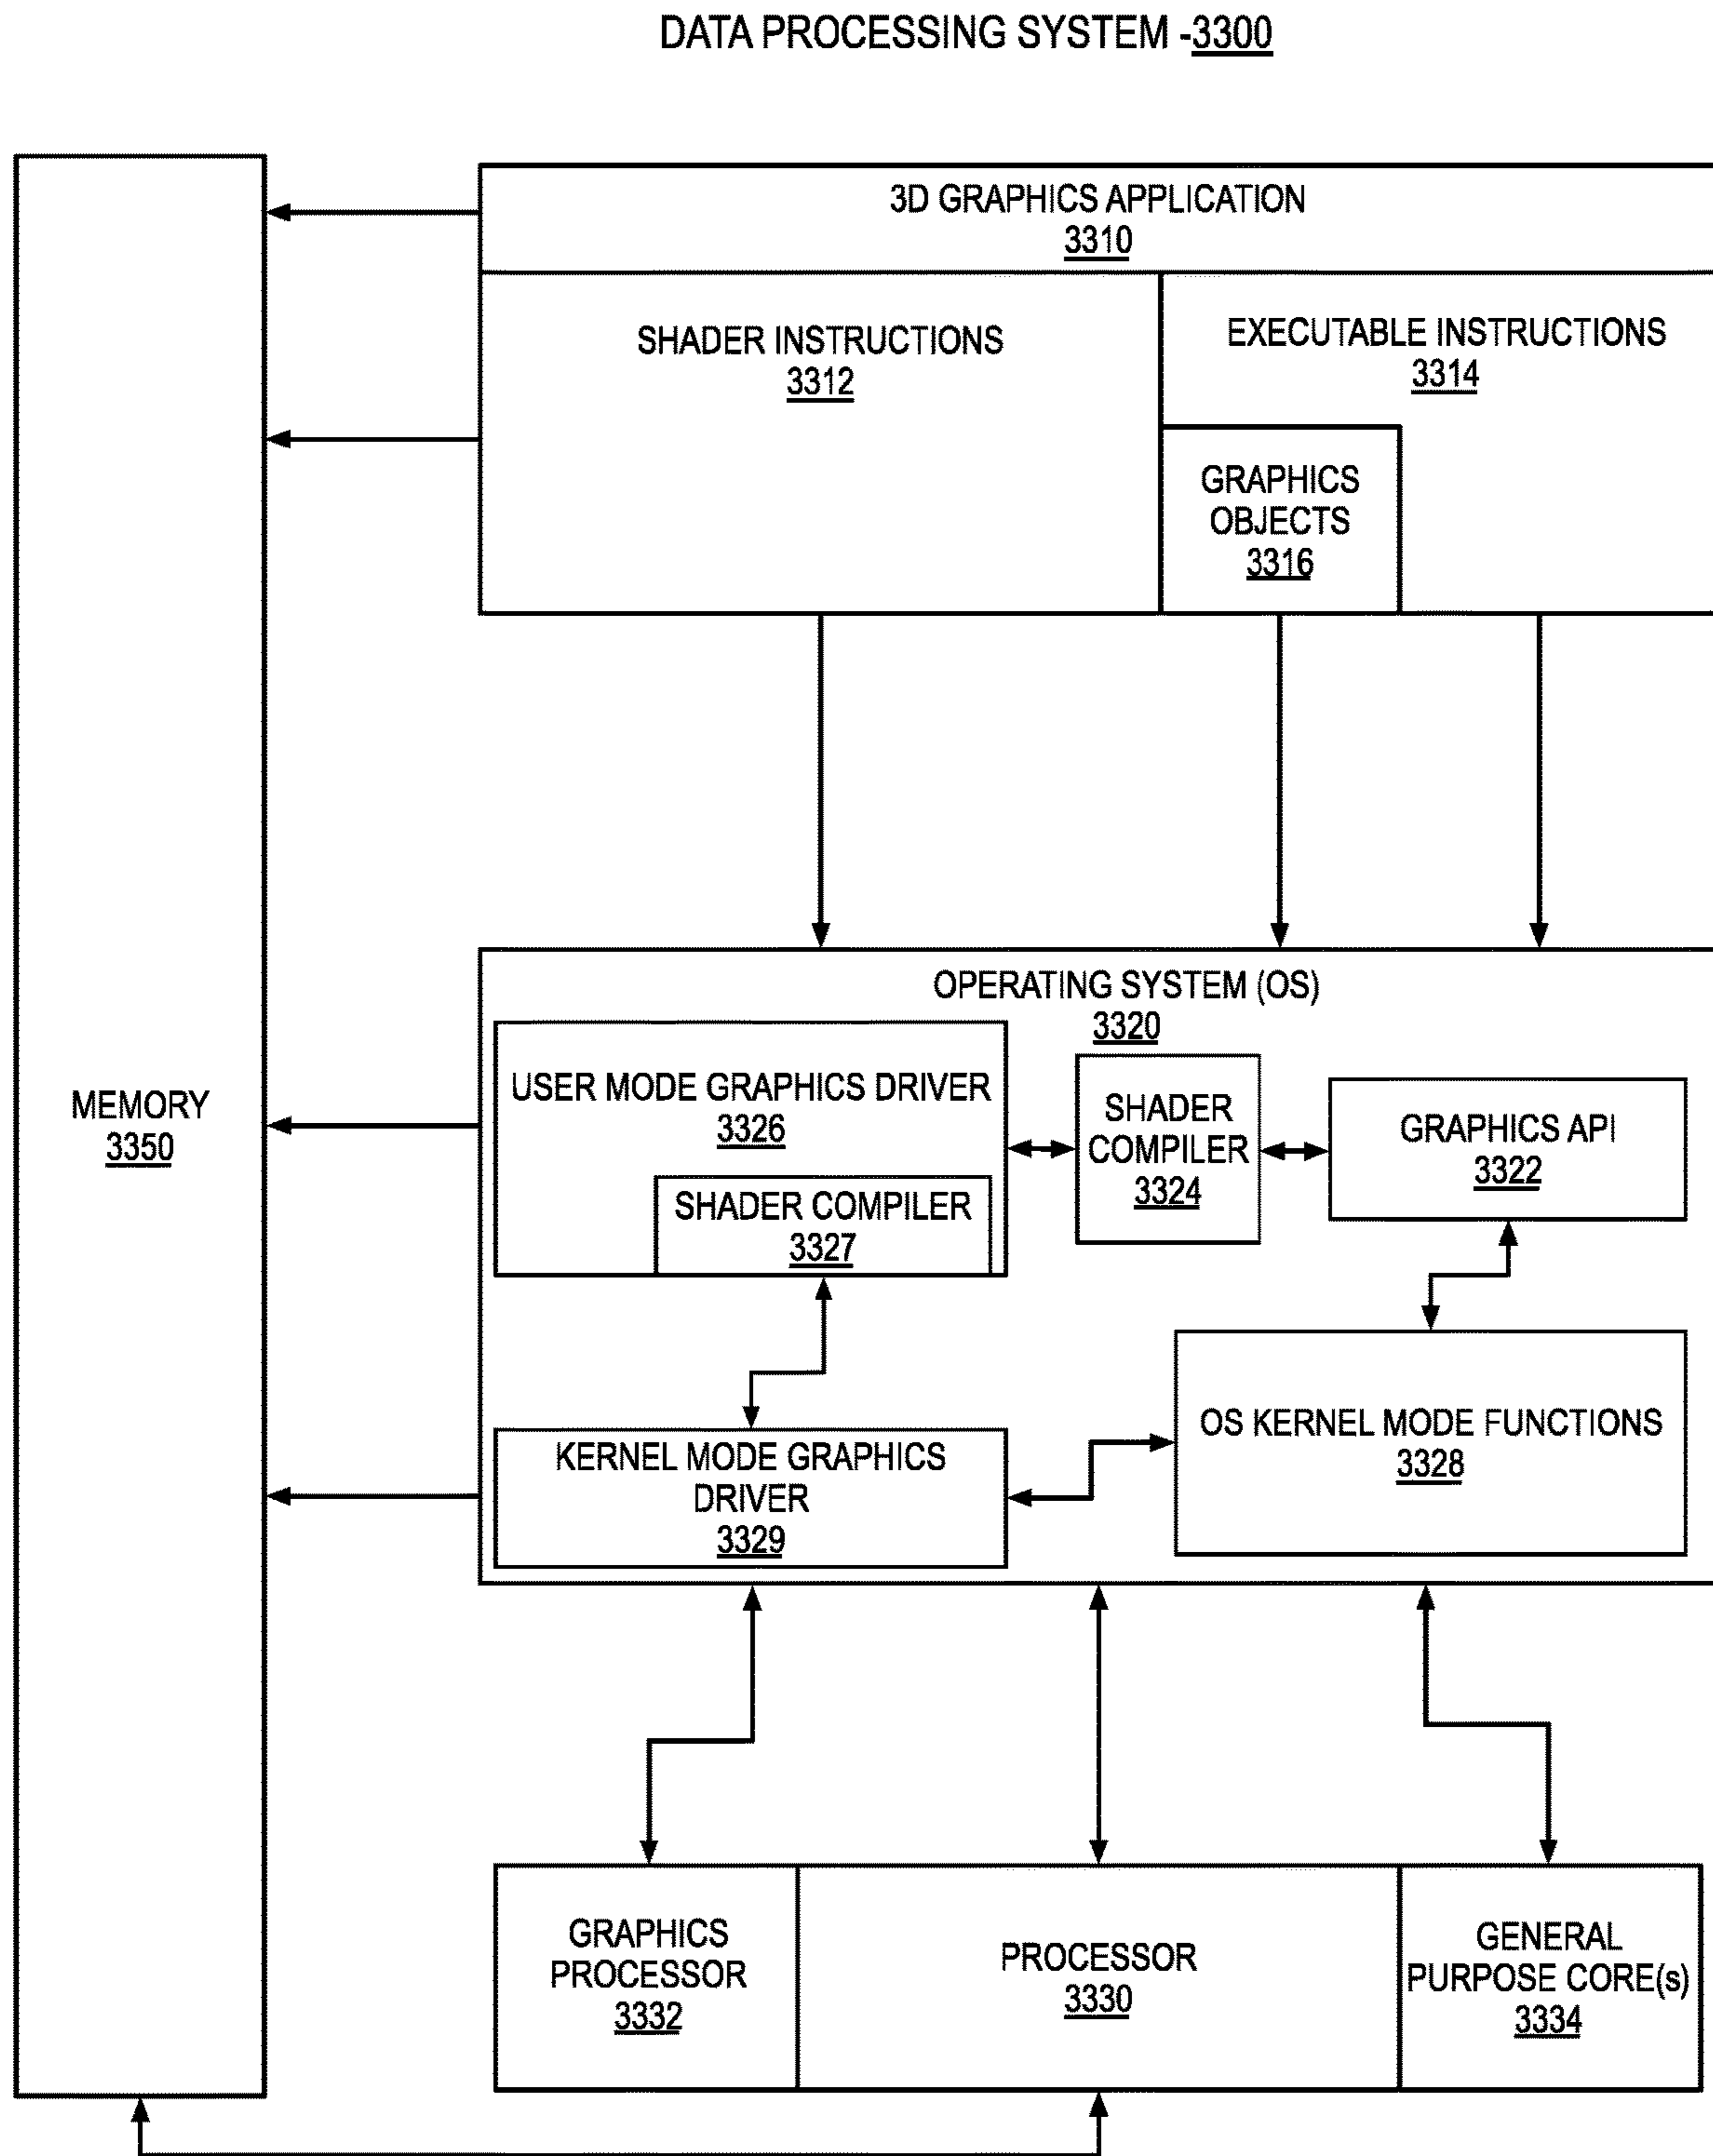 DATA PROCESSING SYSTEM -3300
3D GRAPHICS APPLICATION
3310
SHADER INSTRUCTIONS
3312
EXECUTABLE INSTRUCTIONS
3314
GRAPHICS
OBJECTS
3316
MEMORY
3350
OPERATING SYSTEM (OS)
3320
USER MODE GRAPHICS DRIVER
3326
SHADER COMPILER
3327
SHADER
COMPILER
3324
GRAPHICS API
3322
KERNEL MODE GRAPHICS
DRIVER
3329
OS KERNEL MODE FUNCTIONS
3328
GRAPHICS
PROCESSOR
3332
PROCESSOR
3330
GENERAL
PURPOSE CORE(s)
3334